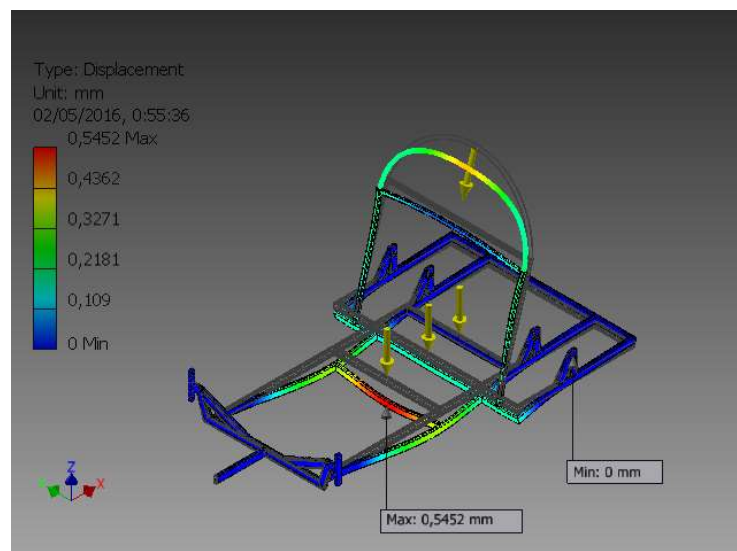 Type: Displacement
Unit: mm
02/05/2016, 0:55:36
0,5452 Max
0,4362
0,3271
0,2181
0,109
0 Min
Min: 0 mm
Max: 0,5452 mm
Z
X